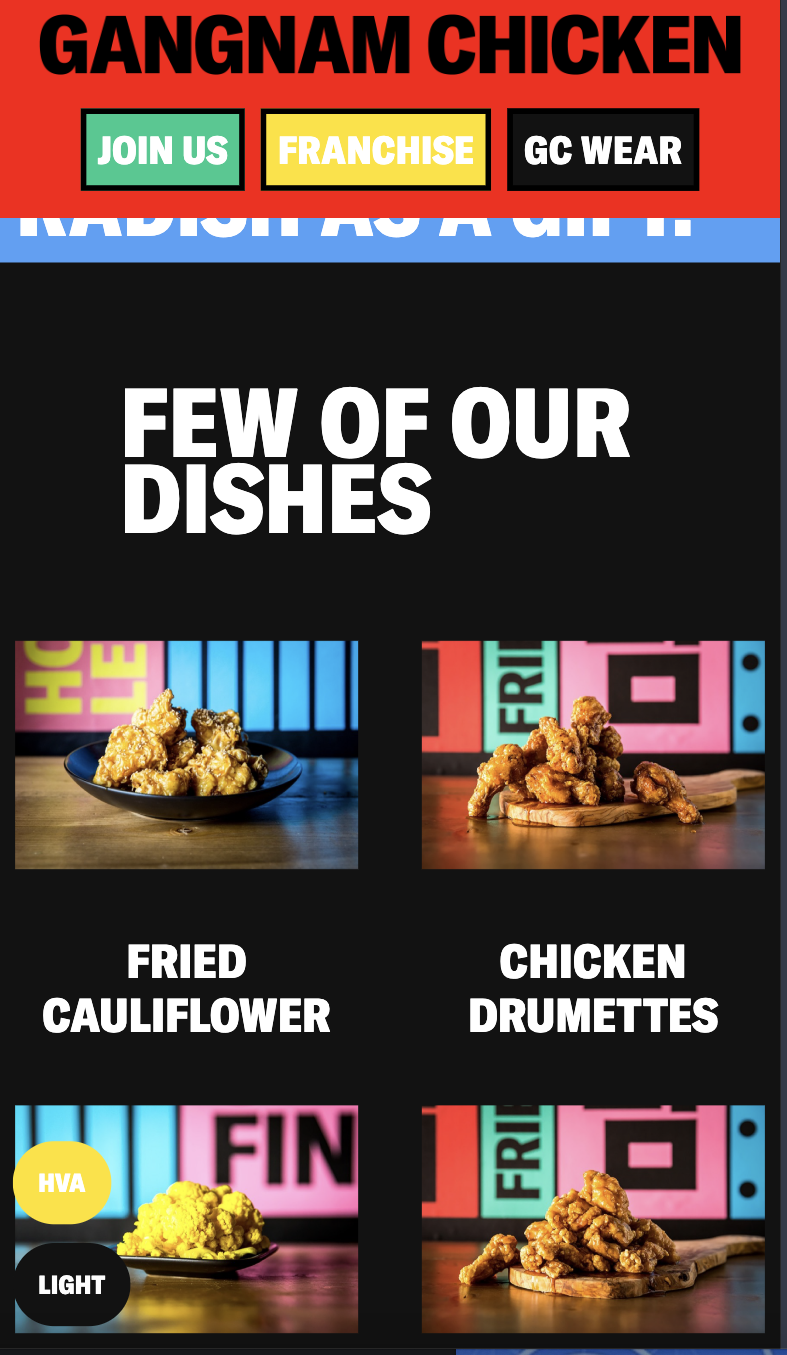 GANGNAM CHICKEN
JOIN US
FRANCHISE
GC WEAR
RADISH AS A GIFT.
FEW OF OUR
DISHES
HO
LE
FRI
FRIED
CAULIFLOWER
CHICKEN
DRUMETTES
FIN
HVA
LIGHT
FRIE